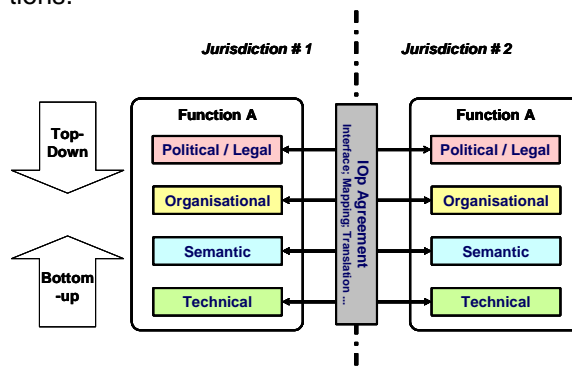 tions.
Jurisdiction # 1
Jurisdiction # 2
Top-
Down
Bottom
-up
Function A
Political / Legal
Organisational
Semantic
Technical
IOp Agreement
Interface; Mapping; Translation ...
Function A
Political / Legal
Organisational
Semantic
Technical